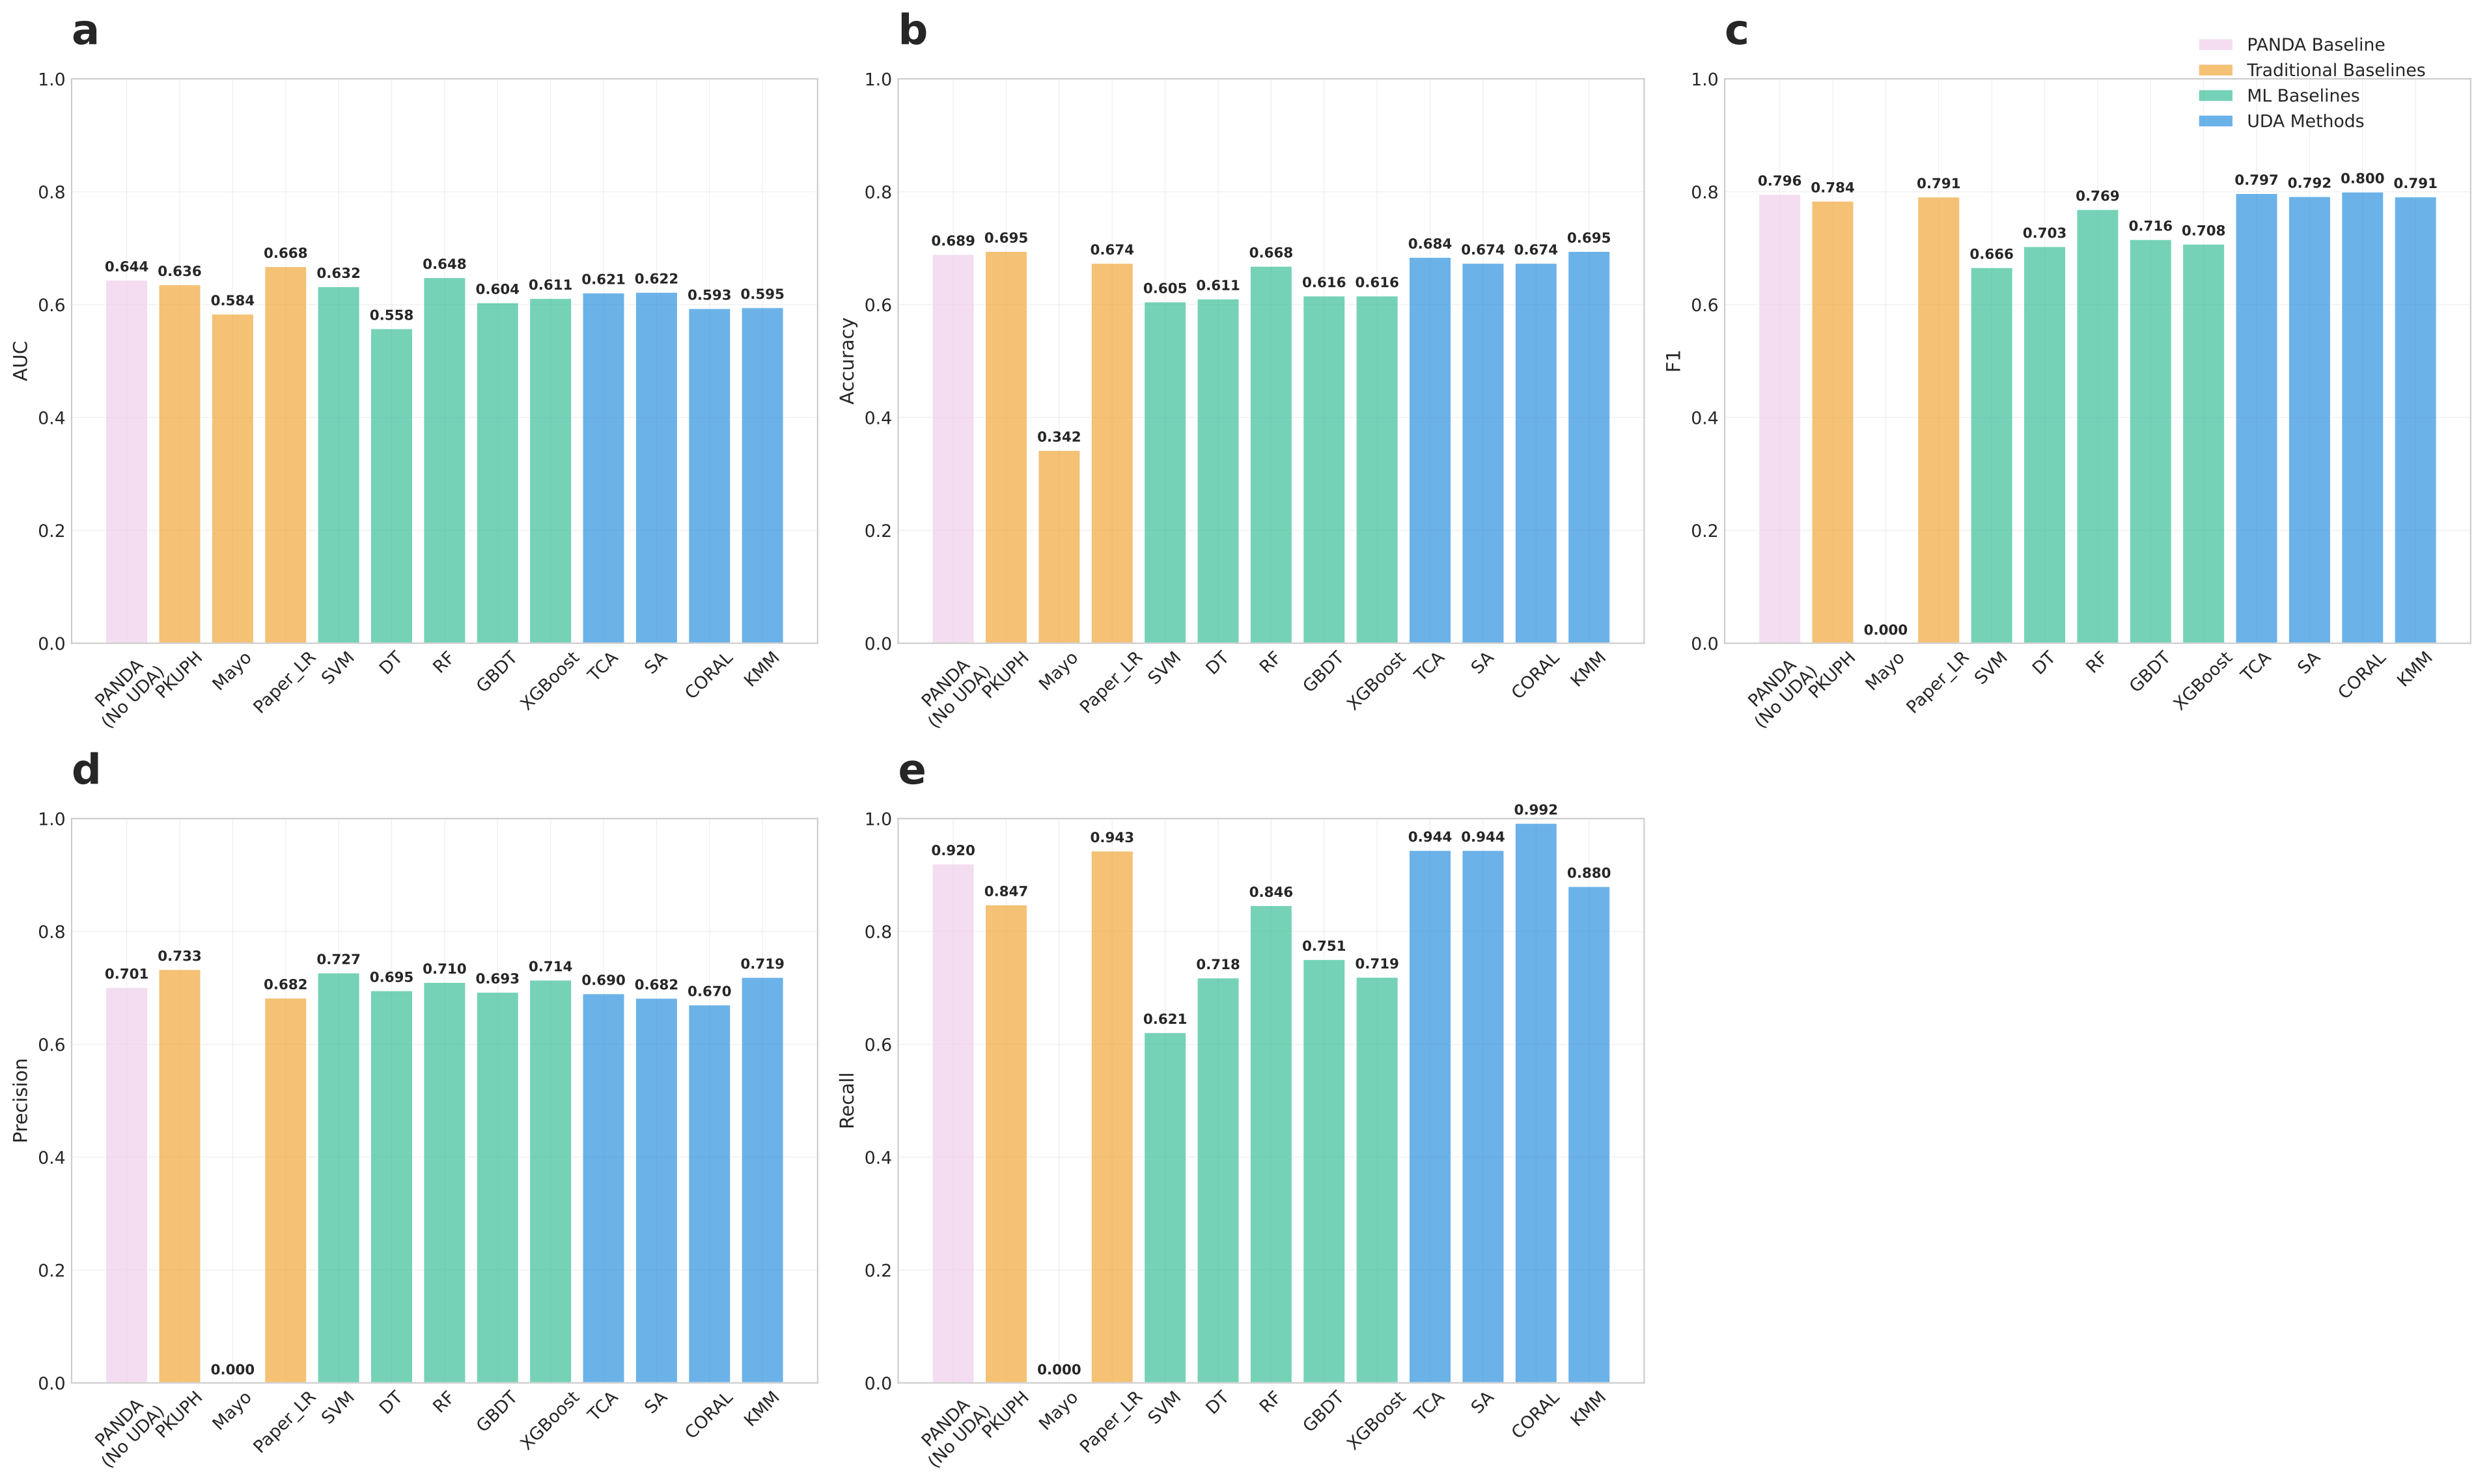 a
1.0
0.8
0.6
0.4
0.2
0.0
AUC
0.644
0.636
0.584
0.668
0.632
0.558
0.648
0.604
0.611
0.621
0.622
0.593
0.595
PANDA
(No UDA)
PKUPH
Mayo
Paper_LR
SVM
DT
RF
GBDT
XGBoost
TCA
SA
CORAL
KMM
b
1.0
0.8
0.6
0.4
0.2
0.0
Accuracy
0.689
0.695
0.342
0.674
0.605
0.611
0.668
0.616
0.616
0.684
0.674
0.674
0.695
PANDA
(No UDA)
PKUPH
Mayo
Paper_LR
SVM
DT
RF
GBDT
XGBoost
TCA
SA
CORAL
KMM
c
PANDA Baseline
Traditional Baselines
ML Baselines
UDA Methods
1.0
0.8
0.6
0.4
0.2
0.0
F1
0.796
0.784
0.000
0.791
0.666
0.703
0.769
0.716
0.708
0.797
0.792
0.800
0.791
PANDA
(No UDA)
PKUPH
Mayo
Paper_LR
SVM
DT
RF
GBDT
XGBoost
TCA
SA
CORAL
KMM
d
1.0
0.8
0.6
0.4
0.2
0.0
Precision
0.701
0.733
0.000
0.682
0.727
0.695
0.710
0.693
0.714
0.690
0.682
0.670
0.719
PANDA
(No UDA)
PKUPH
Mayo
Paper_LR
SVM
DT
RF
GBDT
XGBoost
TCA
SA
CORAL
KMM
e
1.0
0.8
0.6
0.4
0.2
0.0
Recall
0.920
0.847
0.000
0.943
0.621
0.718
0.846
0.751
0.719
0.944
0.944
0.992
0.880
PANDA
(No UDA)
PKUPH
Mayo
Paper_LR
SVM
DT
RF
GBDT
XGBoost
TCA
SA
CORAL
KMM